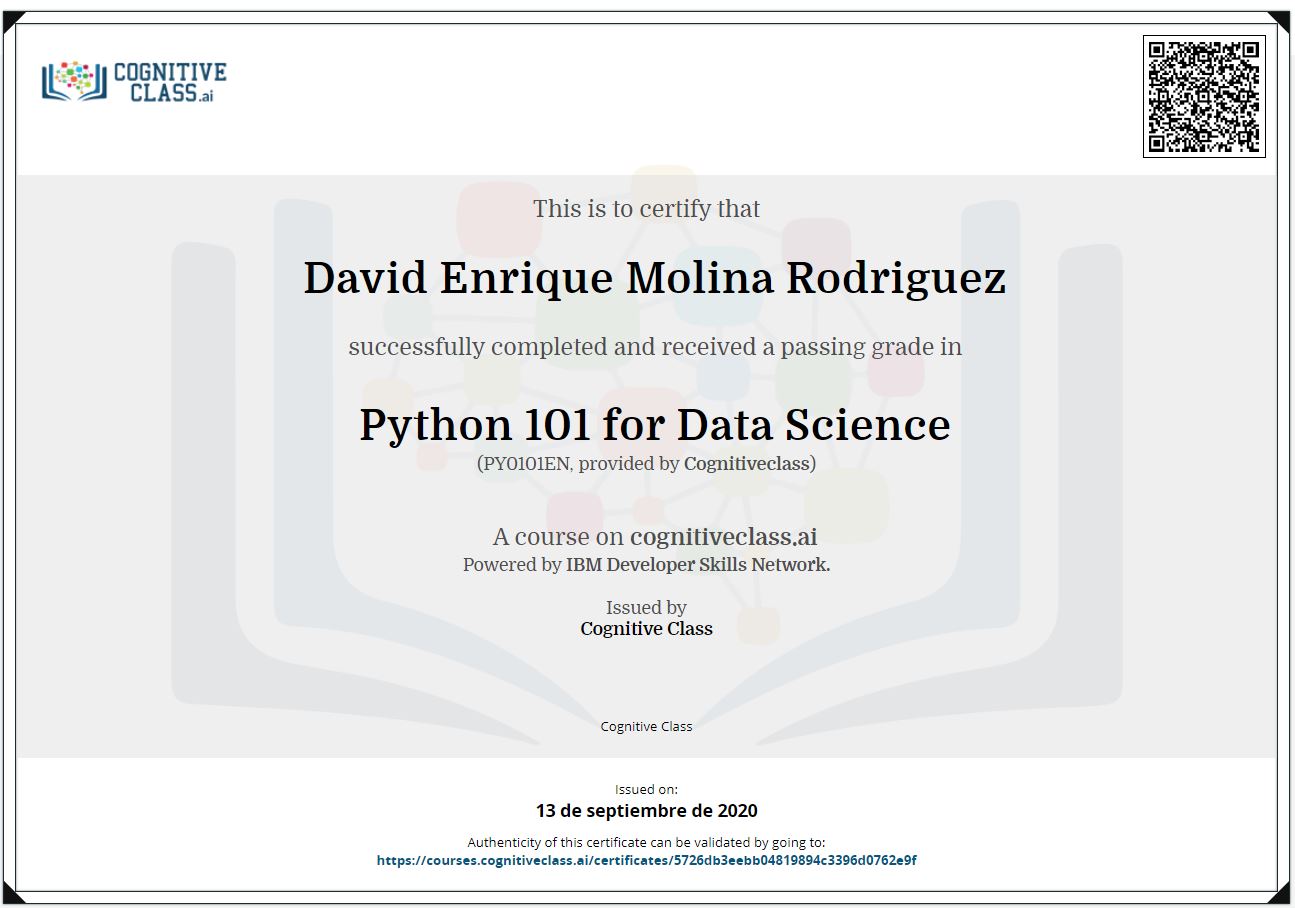 COGNITIVE
CLASS.ai
This is to certify that
David Enrique Molina Rodriguez
successfully completed and received a passing grade in
Python 101 for Data Science
(PY0101EN, provided by Cognitiveclass)
A course on cognitiveclass.ai
Powered by IBM Developer Skills Network.
Issued by
Cognitive Class
Cognitive Class
Issued on:
13 de septiembre de 2020
Authenticity of this certificate can be validated by going to:
https://courses.cognitiveclass.ai/certificates/5726db3eebb04819894c3396d0762e9f